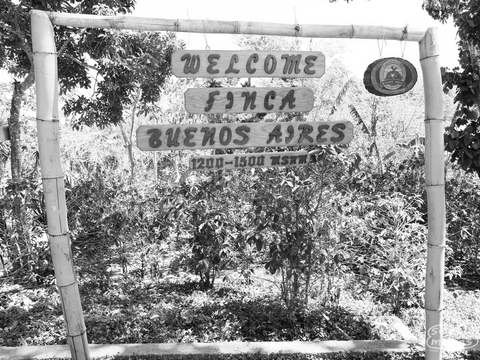 WELCOME
FINCA
BUENOS AIRES
1200-1500 MSNM